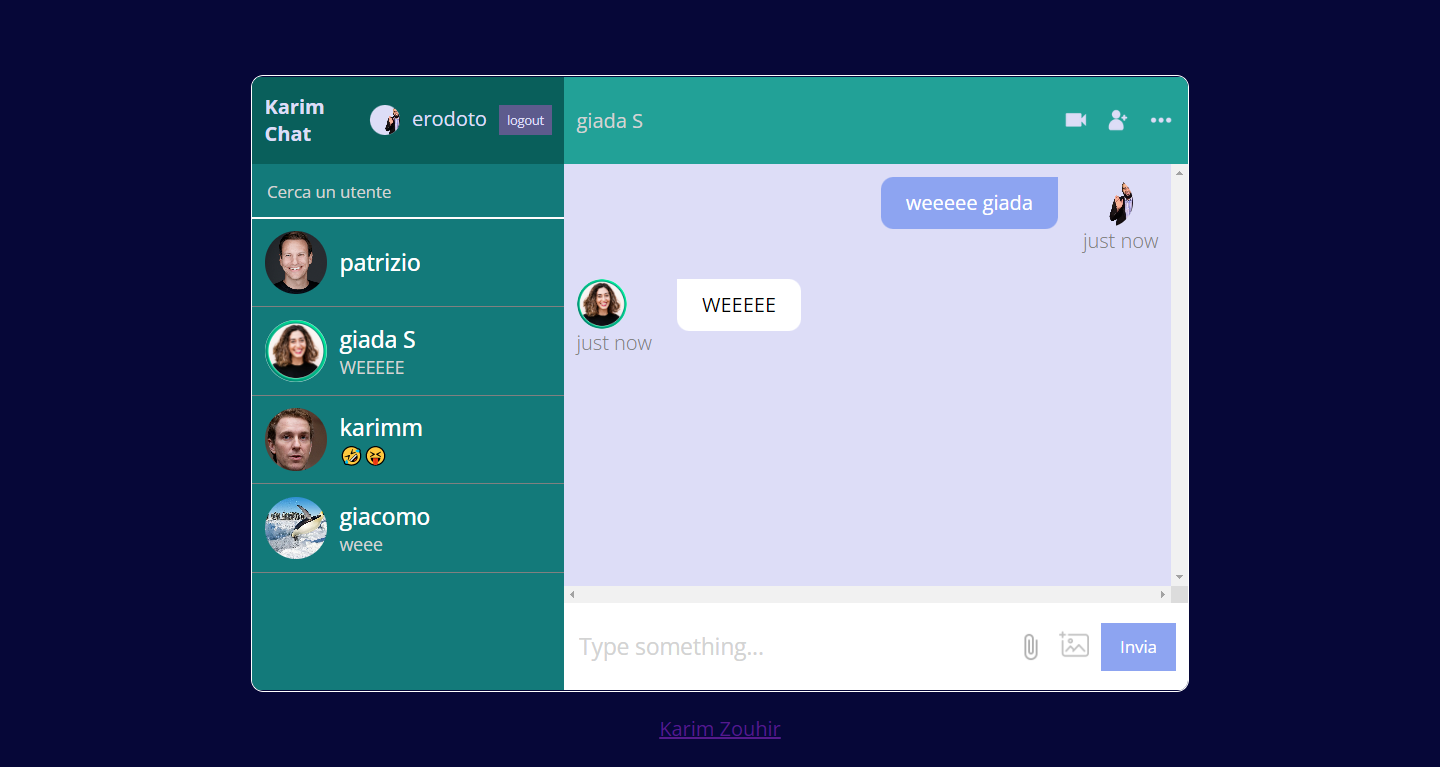 Karim
Chat
erodoto
logout
Cerca un utente
patrizio
giada S
WEEEEE
karimm
🤣😝
giacomo
weee
giada S
weeeee giada
just now
WEEEEE
just now
Type something...
Invia
Karim Zouhir